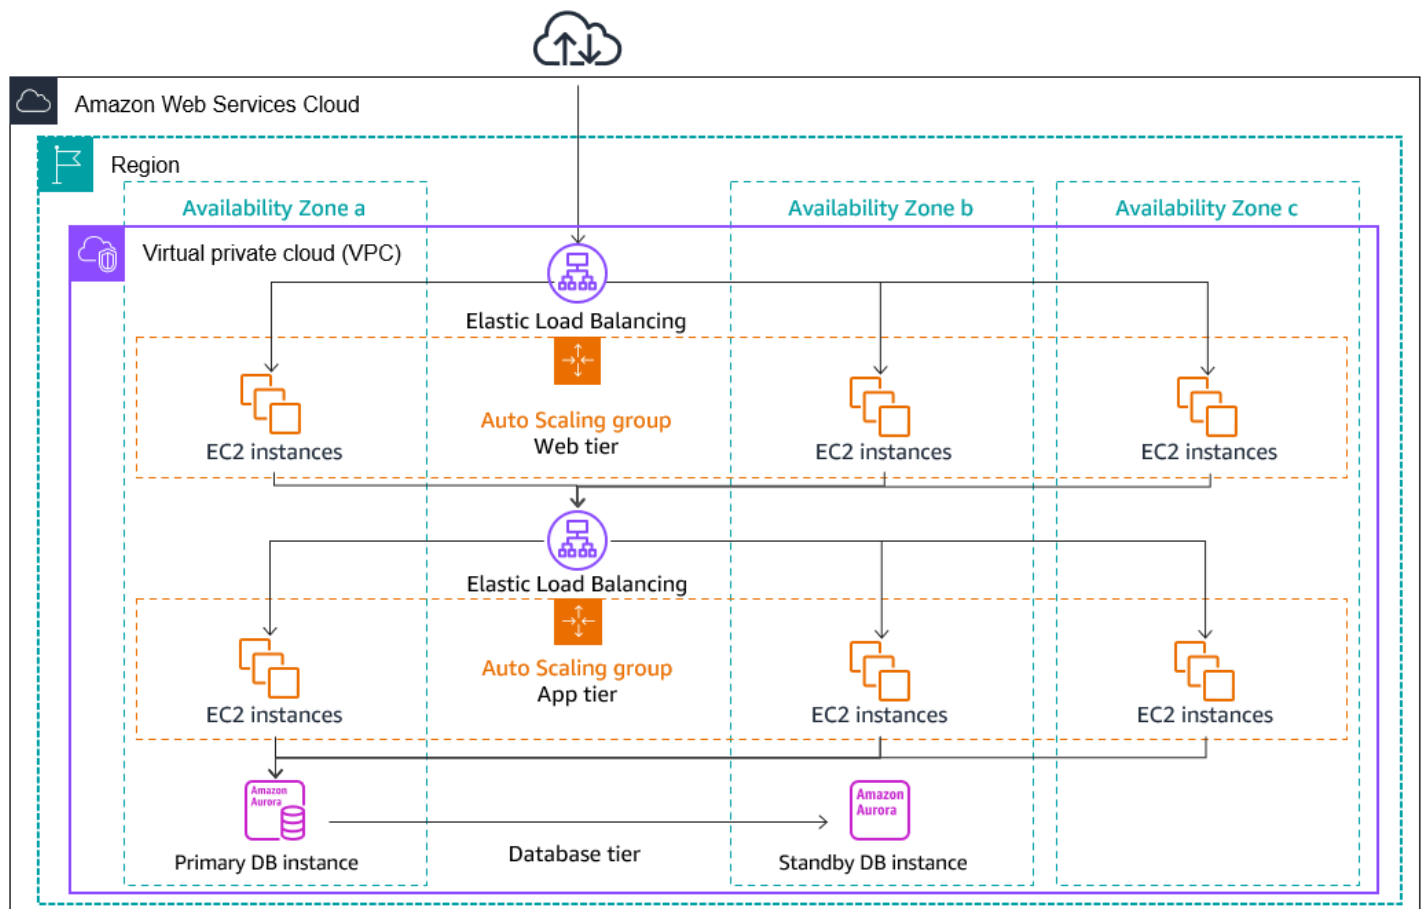 Amazon Web Services Cloud
Region
Availability Zone a
Availability Zone b
Availability Zone c
Virtual private cloud (VPC)
Elastic Load Balancing
Auto Scaling group
Web tier
EC2 instances
EC2 instances
EC2 instances
Elastic Load Balancing
Auto Scaling group
App tier
EC2 instances
EC2 instances
EC2 instances
Amazon
Aurora
Primary DB instance
Database tier
Amazon
Aurora
Standby DB instance